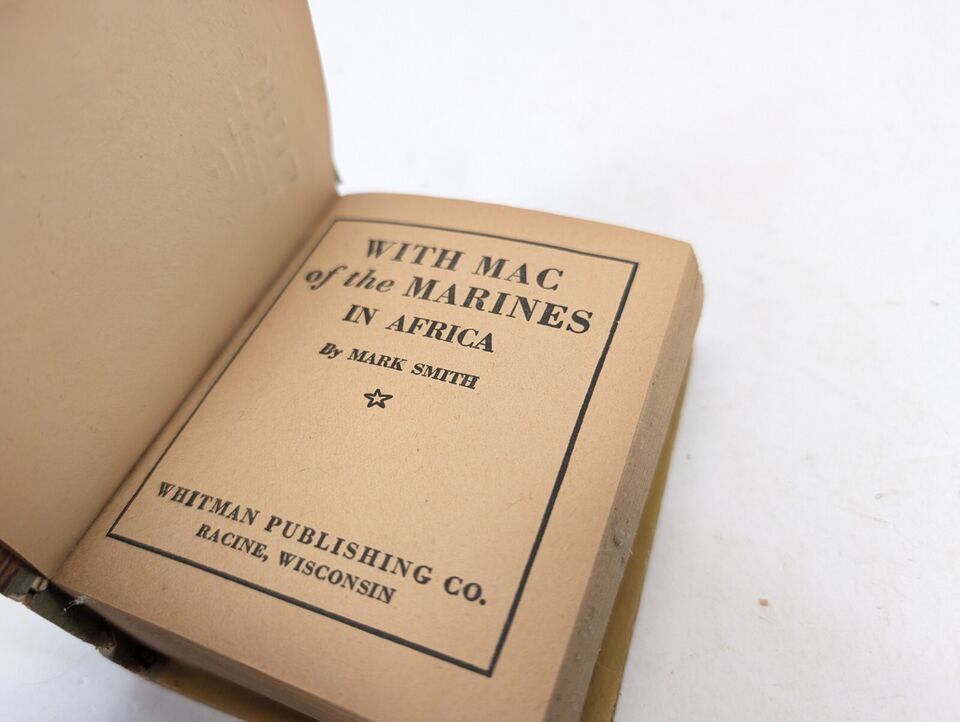 WITH MAC
of the MARINES
IN AFRICA
By MARK SMITH
WHITMAN PUBLISHING CO.
RACINE, WISCONSIN